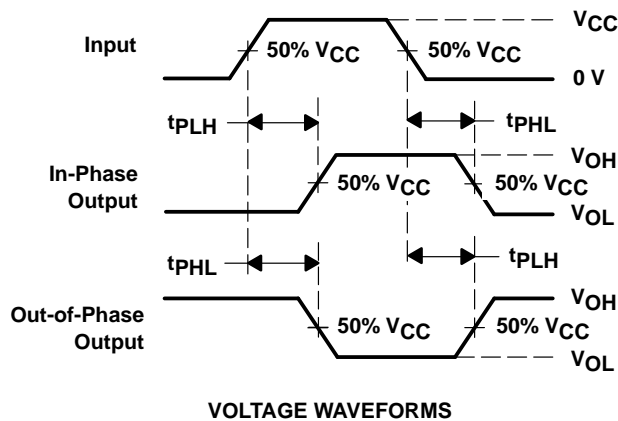 VCC
Input
50% VCC
50% VCC
0 V
tPLH
tPHL
VOH
In-Phase
Output
50% VCC
50% VCC
VOL
tPHL
tPLH
VOH
Out-of-Phase
Output
50% VCC
50% VCC
VOL
VOLTAGE WAVEFORMS